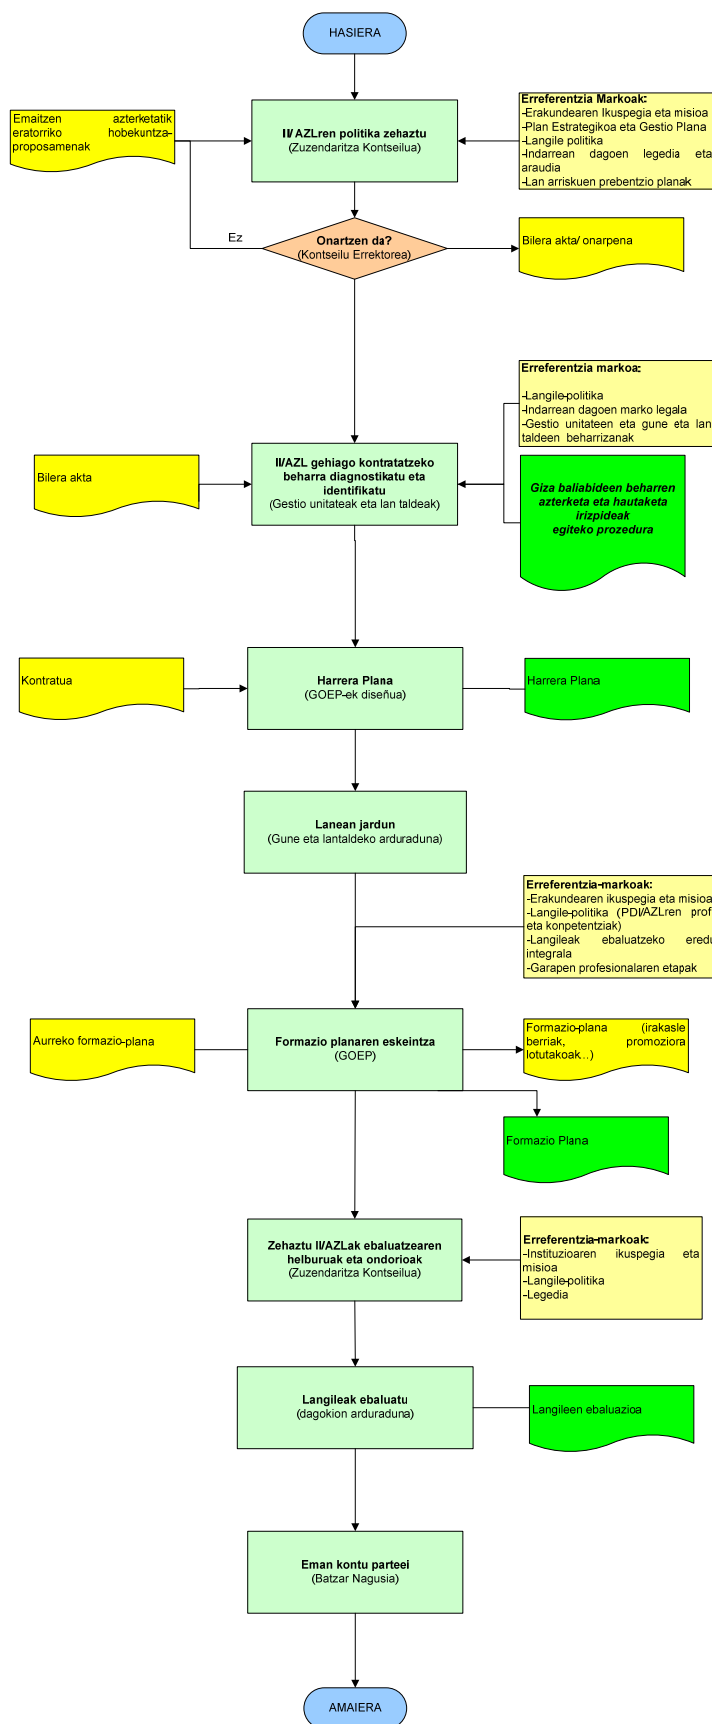 HASIERA
Emaitzen azterketatik
eratorriko hobekuntza-
proposamenak
II/ AZLren politika zehaztu
(Zuzendaritza Kontseilua)
Erreferentzia Markoak:
-Erakundearen Ikuspegia eta misioa
-Plan Estrategikoa eta Gestio Plana
-Langile politika
-Indarrean dagoen legedia eta
araudia
-Lan arriskuen prebentzio planak
Ez
Onartzen da?
(Kontseilu Errektorea)
Bilera akta/ onarpena
Erreferentzia markoa:
-Langile-politika
-Indarrean dagoen marko legala
-Gestio unitateen eta gune eta lan
taldeen beharrizanak
Bilera akta
II/AZL gehiago kontratatzeko
beharra diagnostikatu eta
identifikatu
(Gestio unitateak eta lan taldeak)
Giza baliabideen beharren
azterketa eta hautaketa
irizpideak
egiteko prozedura
Kontratua
Harrera Plana
(GOEP-ek diseñua)
Harrera Plana
Lanean jardun
(Gune eta lantaldeko arduraduna)
Erreferentzia-markoak:
-Erakundearen ikuspegia eta misioa
-Langile-politika (PDI/AZLren prof
eta konpetentziak)
-Langileak ebaluatzeko eredu
integrala
-Garapen profesionalaren etapak
Aurreko formazio-plana
Formazio planaren eskeintza
(GOEP)
Formazio-plana (irakasle
berriak, promoziora
lotutakoak...)
Formazio Plana
Zehaztu II/AZLak ebaluatzearen
helburuak eta ondorioak
(Zuzendaritza Kontseilua)
Erreferentzia-markoak:
-Instituzioaren ikuspegia eta
misioa
-Langile-politika
-Legedia
Langileak ebaluatu
(dagokion arduraduna)
Langileen ebaluazioa
Eman kontu parteei
(Batzar Nagusia)
AMAIERA